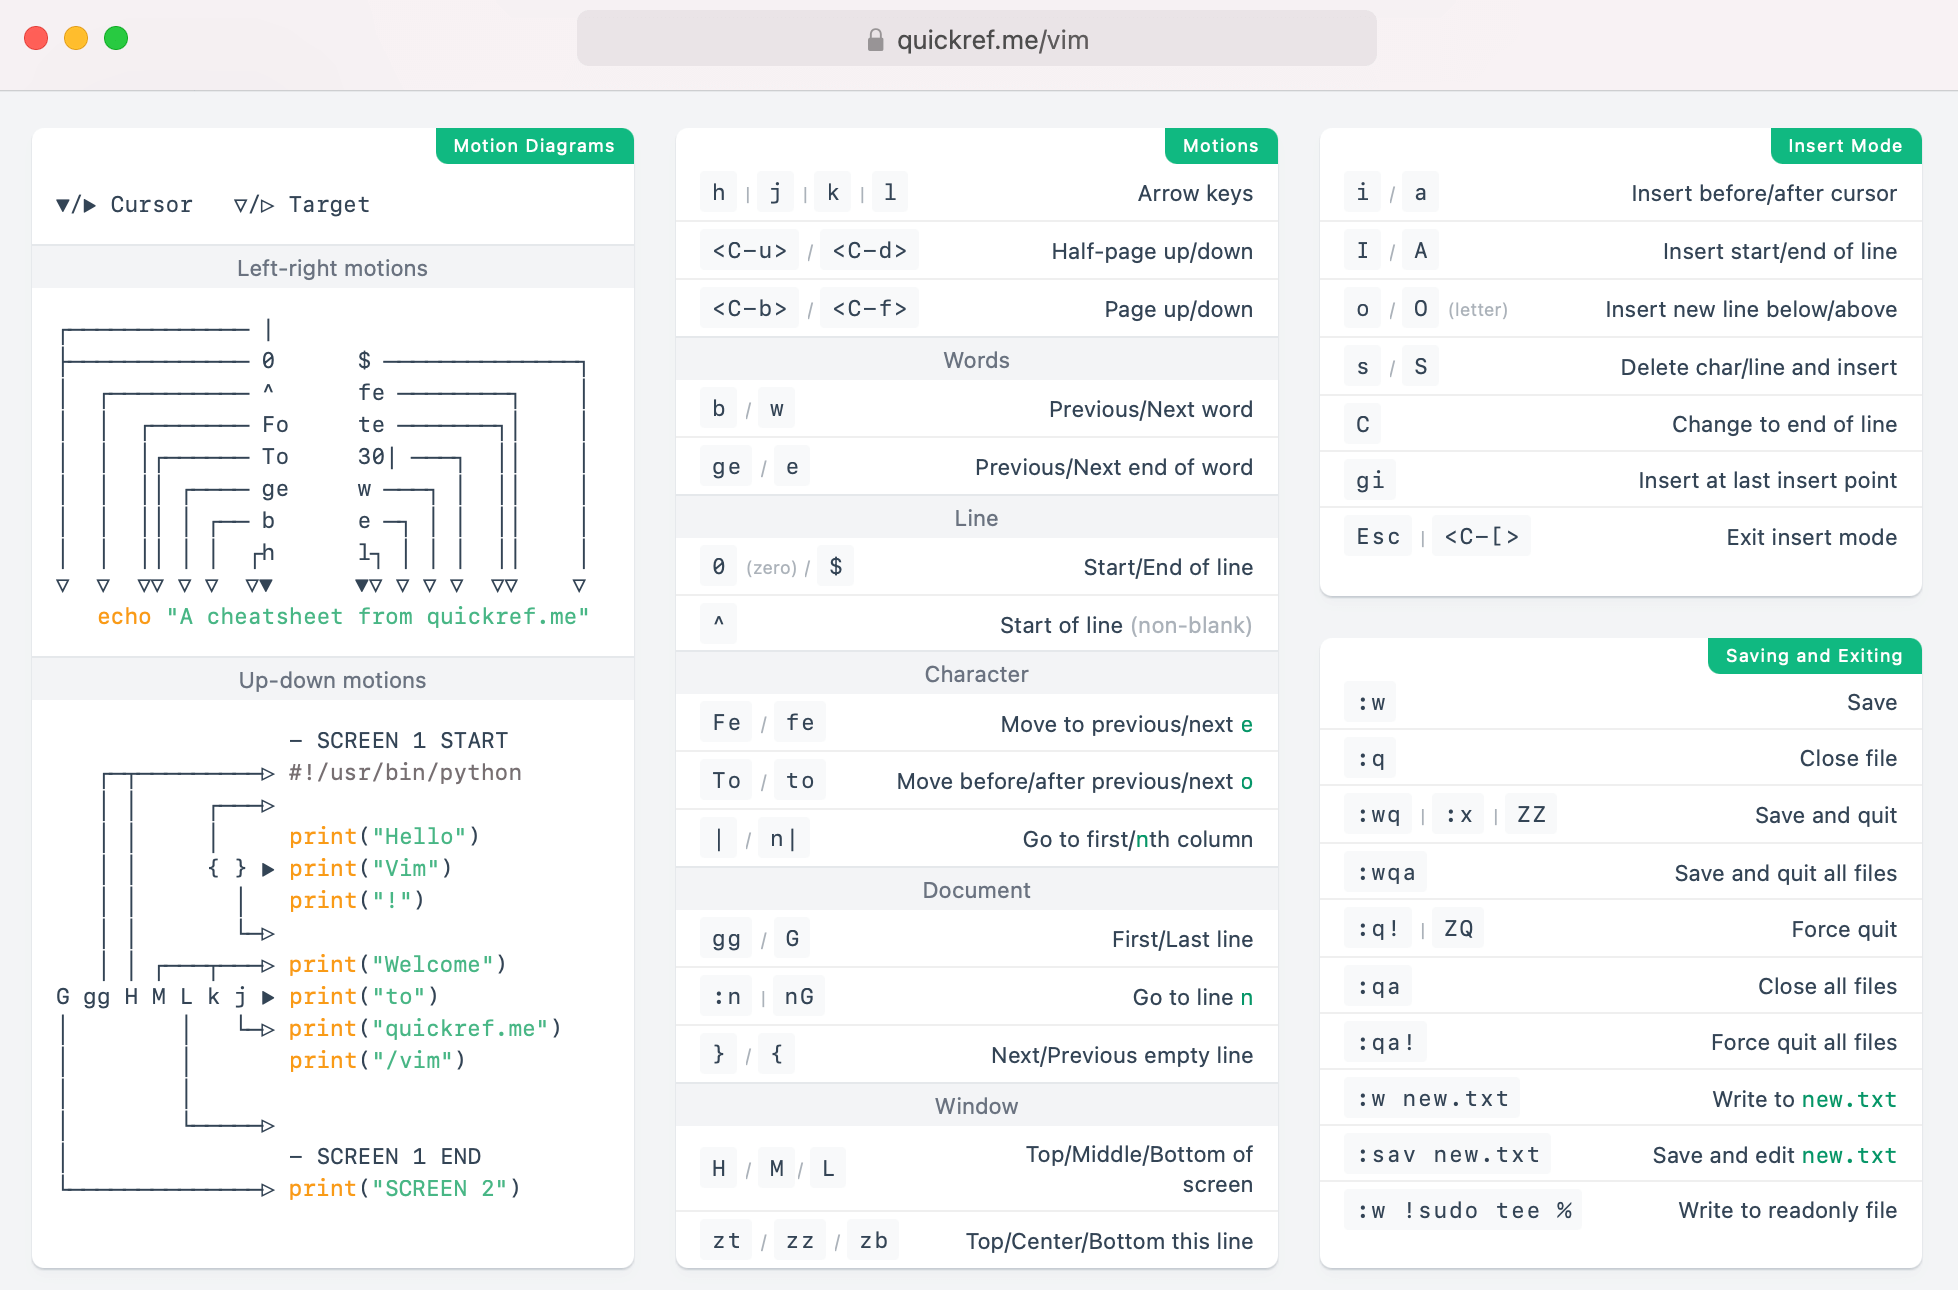 quickref.me/vim
Motion Diagrams
▼/▶ Cursor ▽/▷ Target
Left-right motions
|
0 $
^ fe
Fo te
To 30|
ge w
b e
h l
echo "A cheatsheet from quickref.me"
Up-down motions
– SCREEN 1 START
#!/usr/bin/python
print("Hello")
{ } ▶ print("Vim")
print("!")
print("Welcome")
G gg H M L k j ▶ print("to")
print("quickref.me")
print("/vim")
– SCREEN 1 END
print("SCREEN 2")
Motions
h | j | k | l Arrow keys
<C-u> / <C-d> Half-page up/down
<C-b> / <C-f> Page up/down
Words
b / w Previous/Next word
ge / e Previous/Next end of word
Line
0 (zero) / $ Start/End of line
^ Start of line (non-blank)
Character
Fe / fe Move to previous/next e
To / to Move before/after previous/next o
| / n| Go to first/nth column
Document
gg / G First/Last line
:n | nG Go to line n
} / { Next/Previous empty line
Window
H / M / L Top/Middle/Bottom of
screen
zt / zz / zb Top/Center/Bottom this line
Insert Mode
i / a Insert before/after cursor
I / A Insert start/end of line
o / O (letter) Insert new line below/above
s / S Delete char/line and insert
C Change to end of line
gi Insert at last insert point
Esc | <C-[> Exit insert mode
Saving and Exiting
:w Save
:q Close file
:wq | :x | ZZ Save and quit
:wqa Save and quit all files
:q! | ZQ Force quit
:qa Close all files
:qa! Force quit all files
:w new.txt Write to new.txt
:sav new.txt Save and edit new.txt
:w !sudo tee % Write to readonly file